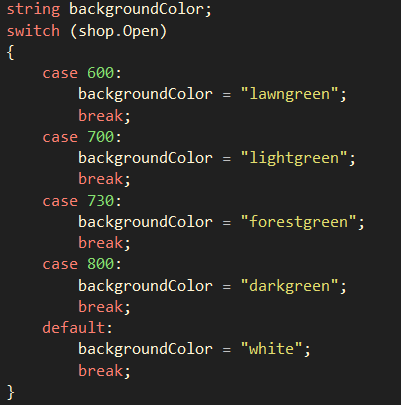 string backgroundColor;
switch (shop.Open)
{
    case 600:
        backgroundColor = "lawngreen";
        break;
    case 700:
        backgroundColor = "lightgreen";
        break;
    case 730:
        backgroundColor = "forestgreen";
        break;
    case 800:
        backgroundColor = "darkgreen";
        break;
    default:
        backgroundColor = "white";
        break;
}